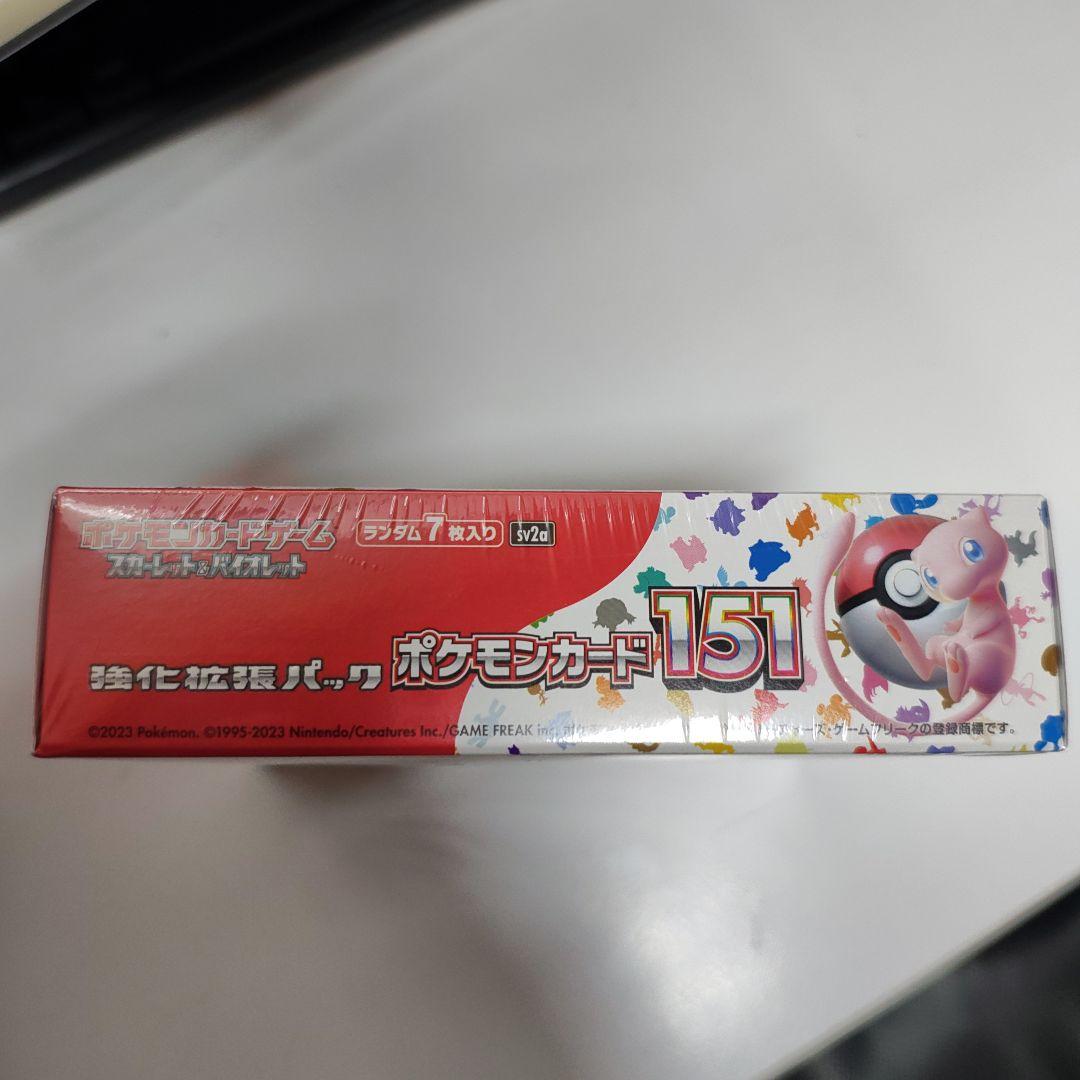 ポケモンカードゲーム
スカーレット&バイオレット
ランダム7枚入り
sv2a
強化拡張パック
ポケモンカード151
©2023 Pokémon. ©1995-2023 Nintendo/Creatures Inc./GAME FREAK inc.
ゲームフリークの登録商標です。